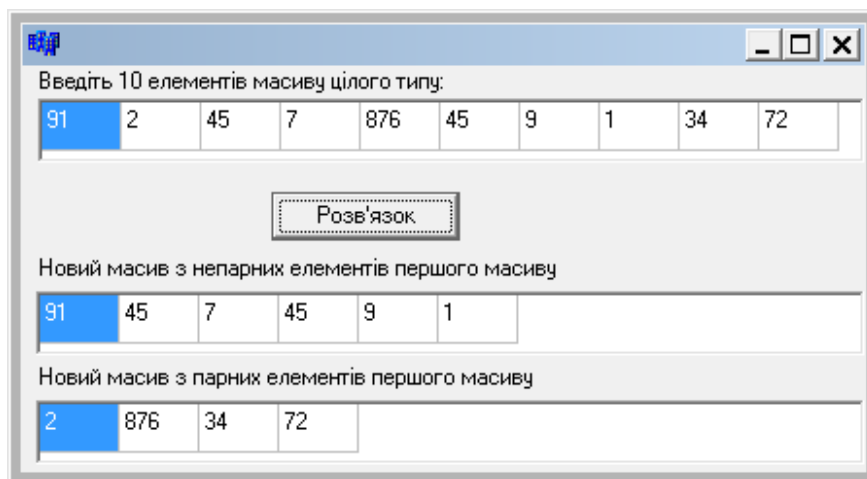 Введіть 10 елементів масиву цілого типу:
91 2 45 7 876 45 9 1 34 72
Розв'язок
Новий масив з непарних елементів першого масиву
91 45 7 45 9 1
Новий масив з парних елементів першого масиву
2 876 34 72